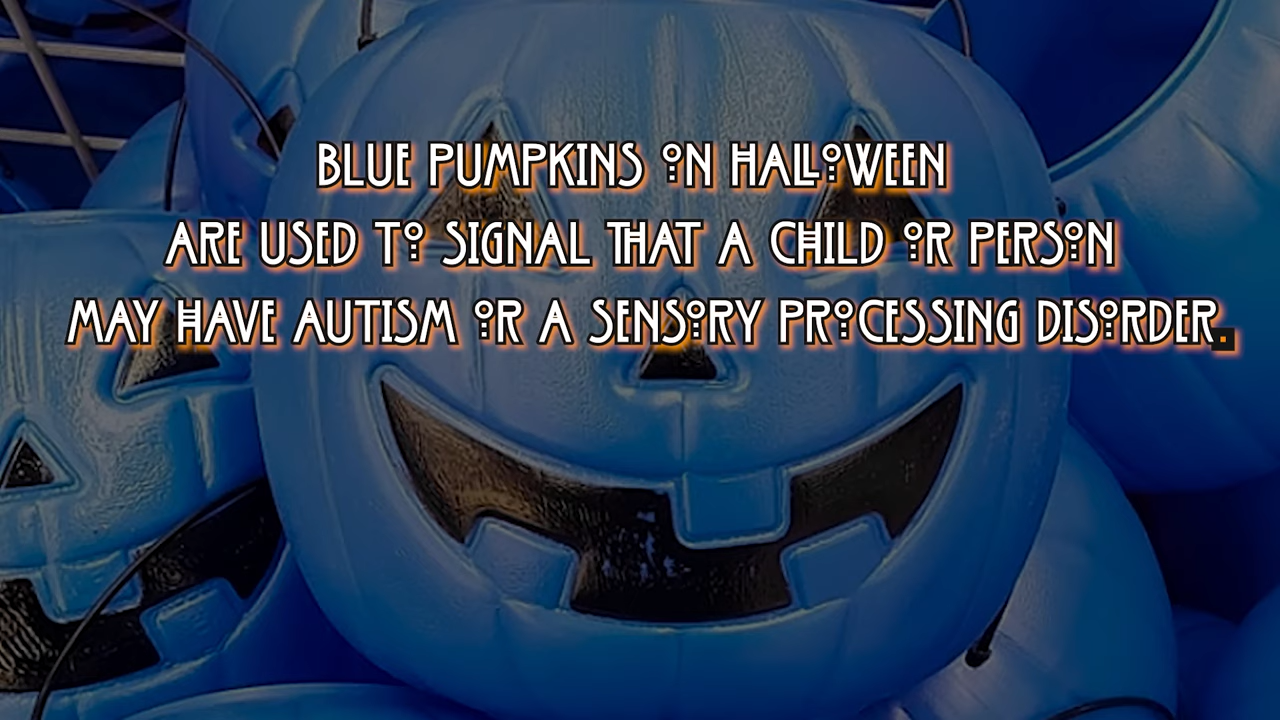 BLUE PUMPKINS ON HALLOWEEN
ARE USED TO SIGNAL THAT A CHILD OR PERSON
MAY HAVE AUTISM OR A SENSORY PROCESSING DISORDER.